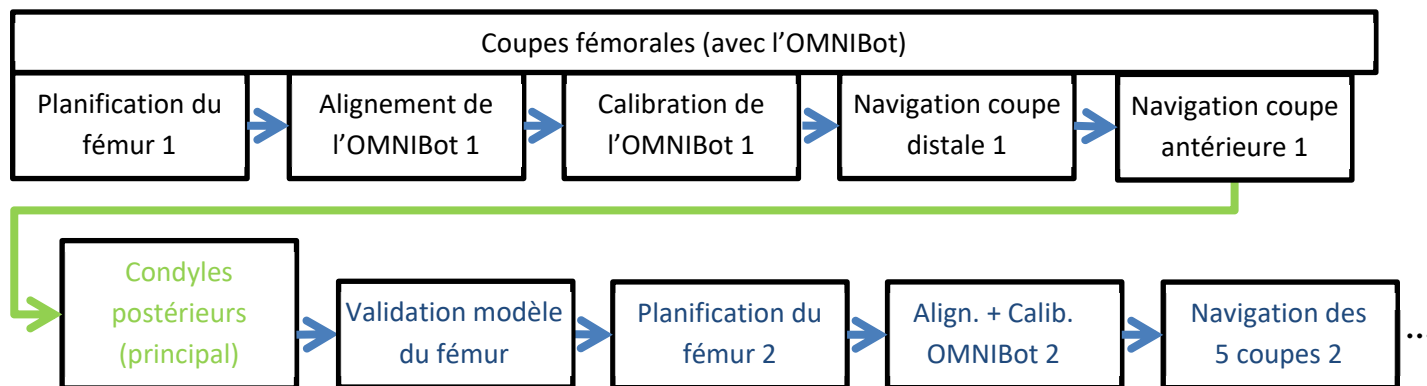 Coupes fémorales (avec l’OMNIBot)
Planification du
fémur 1
Alignement de
l’OMNIBot 1
Calibration de
l’OMNIBot 1
Navigation coupe
distale 1
Navigation coupe
antérieure 1
Condyles
postérieurs
(principal)
Validation modèle
du fémur
Planification du
fémur 2
Align. + Calib.
OMNIBot 2
Navigation des
5 coupes 2
...